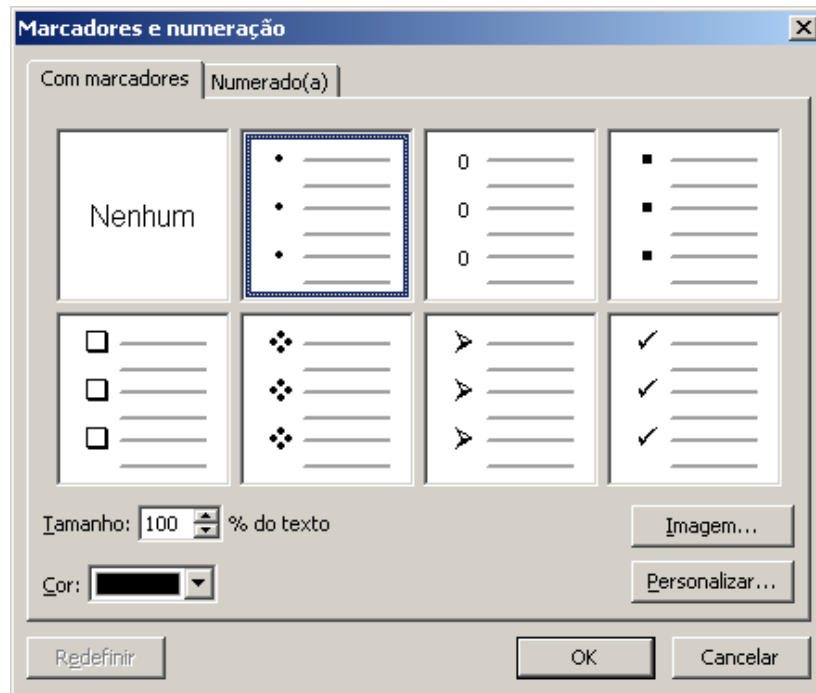 Marcadores e numeração
Com marcadores
Numerado(a)
Nenhum
0
0
0
Tamanho: 100 % do texto
Imagem...
Cor:
Personalizar...
Redefinir
OK
Cancelar